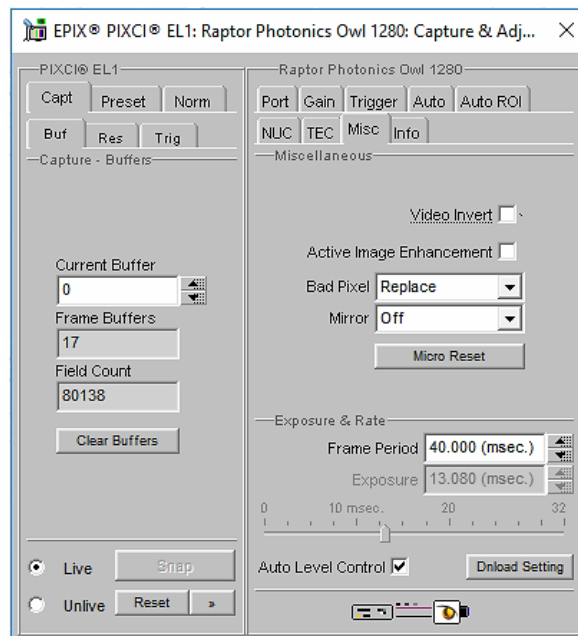 EPIX® PIXCI® EL1: Raptor Photonics Owl 1280: Capture & Adj...
PIXCI® EL1
Capt Preset Norm
Buf Res Trig
Capture - Buffers
Current Buffer
0
Frame Buffers
17
Field Count
80138
Clear Buffers
Live Snap
Unlive Reset »
Raptor Photonics Owl 1280
Port Gain Trigger Auto Auto ROI
NUC TEC Misc Info
Miscellaneous
Video Invert
Active Image Enhancement
Bad Pixel Replace
Mirror Off
Micro Reset
Exposure & Rate
Frame Period 40.000 (msec.)
Exposure 13.080 (msec.)
0 10 msec. 20 32
Auto Level Control Dnload Setting